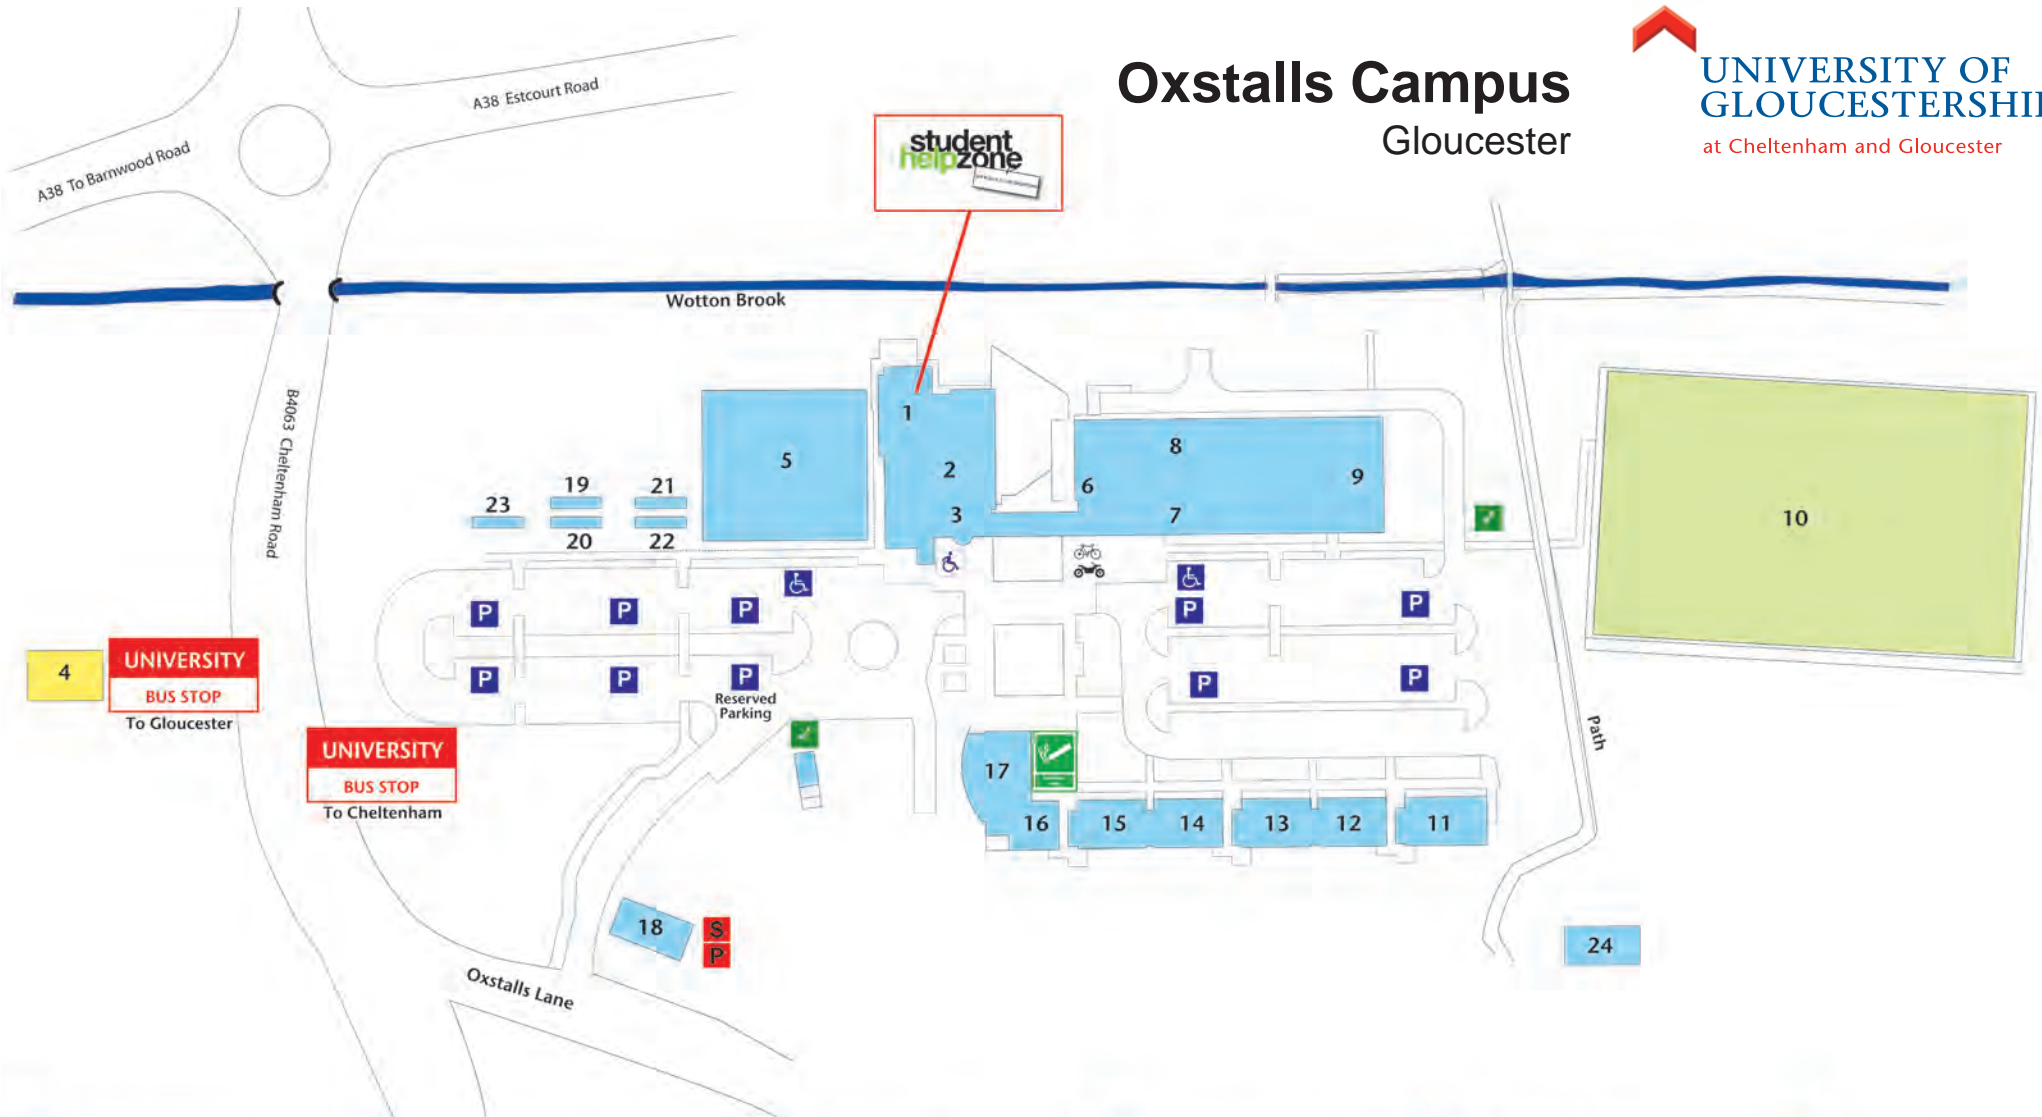 Oxstalls Campus
Gloucester
UNIVERSITY OF
GLOUCESTERSHI
at Cheltenham and Gloucester
A38 Estcourt Road
A38 To Barnwood Road
student
helpzone
Wotton Brook
B4063 Cheltenham Road
1
2
3
5
6
7
8
9
10
19
21
23
20
22
P
P
P
P
P
P
P
P
P
P
Reserved
Parking
4
UNIVERSITY
BUS STOP
To Gloucester
UNIVERSITY
BUS STOP
To Cheltenham
Path
17
16
15
14
13
12
11
18
S
P
24
Oxstalls Lane